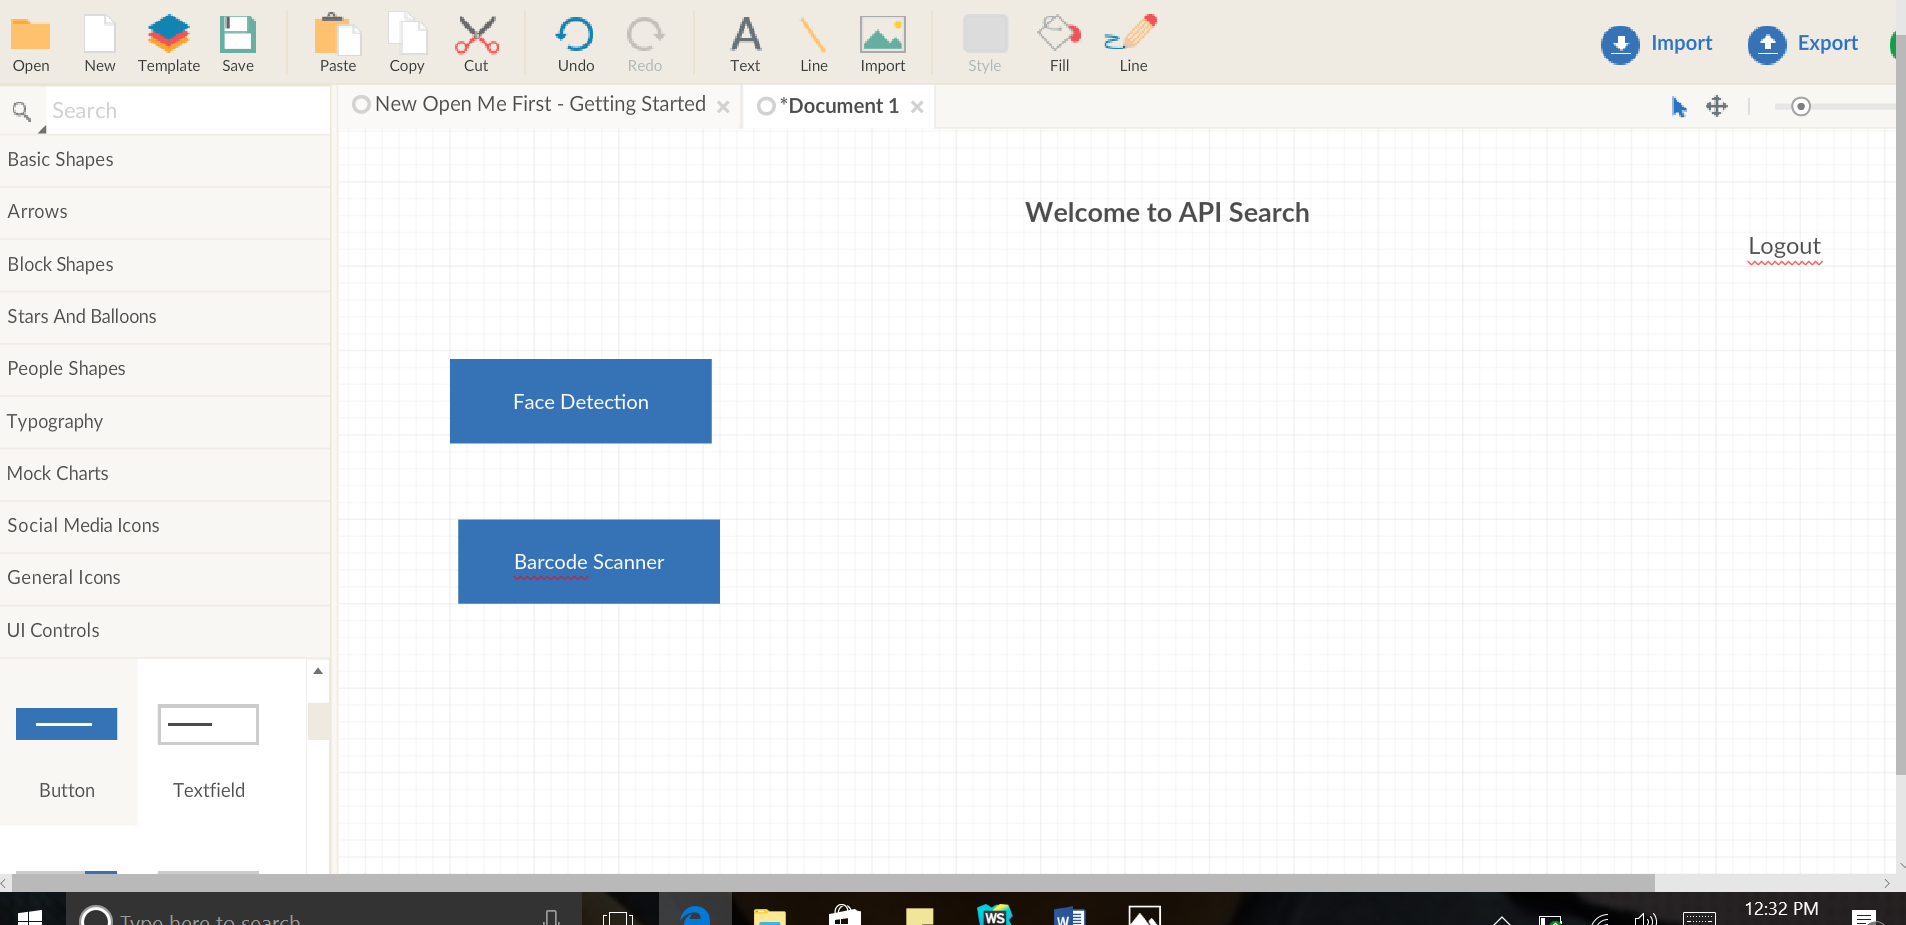 Open New Template Save Paste Copy Cut Undo Redo Text Line Import Style Fill Line
Import Export
Search
New Open Me First - Getting Started
*Document 1
Basic Shapes
Arrows
Block Shapes
Stars And Balloons
People Shapes
Typography
Mock Charts
Social Media Icons
General Icons
UI Controls
Button Textfield
Welcome to API Search
Logout
Face Detection
Barcode Scanner
Type here to search
WS
W
12:32 PM